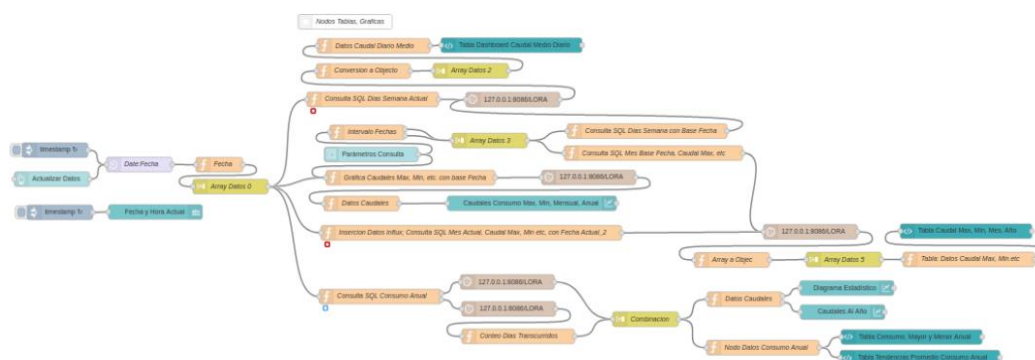 Nodos Tablas, Graficas
Datos Caudal Diario Medio
Tabla Dashboard Caudal Medio Diario
Conversion a Objecto
Array Datos 2
Consulta SQL Dias Semana Actual
127.0.0.1:8086/LORA
Intervalo Fechas
Array Datos 3
Consulta SQL Dias Semana con Base Fecha
timestamp ↻
Parámetros Consulta
Consulta SQL Mes Base Fecha, Caudal Max, etc
Date:Fecha
Fecha
Actualizar Datos
Array Datos 0
Gráfica Caudales Max, Min, etc. con base Fecha
127.0.0.1:8086/LORA
timestamp ↻
Fecha y Hora Actual
Datos Caudales
Caudales Consumo Max, Min, Mensual, Anual
Insercion Datos Influx, Consulta SQL Mes Actual, Caudal Max, Min etc, con Fecha Actual_2
127.0.0.1:8086/LORA
Tabla Caudal Max, Min, Mes, Año
Array a Objec
Array Datos 5
Tabla: Datos Caudal Max, Min.etc
Consulta SQL Consumo Anual
127.0.0.1:8086/LORA
127.0.0.1:8086/LORA
Conteo Dias Transcurridos
Combinacion
Datos Caudales
Diagrama Estadistico
Caudales Al Año
Nodo Datos Consumo Anual
Tabla Consumo, Mayor y Menor Anual
Tabla Tendencias Promedio Consumo Anual